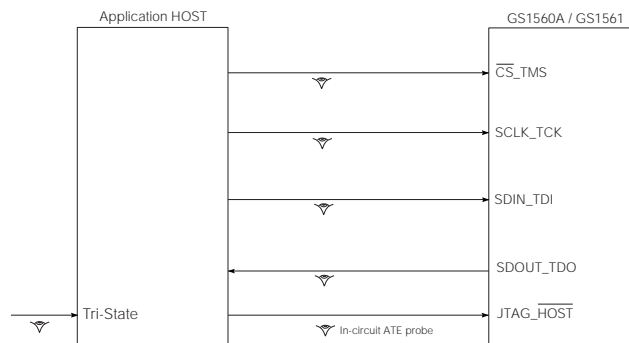 Application HOST
GS1560A / GS1561
CS_TMS
SCLK_TCK
SDIN_TDI
SDOUT_TDO
Tri-State
JTAG_HOST
In-circuit ATE probe